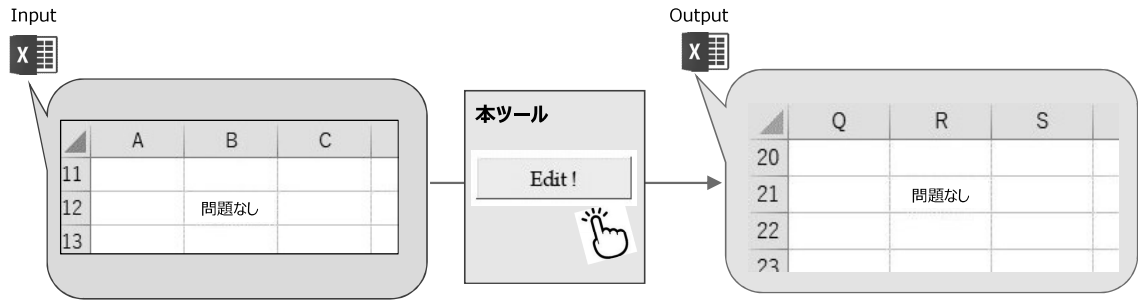 Input
X
A B C
11
12 問題なし
13
本ツール
Edit !
Output
X
Q R S
20
21 問題なし
22
23